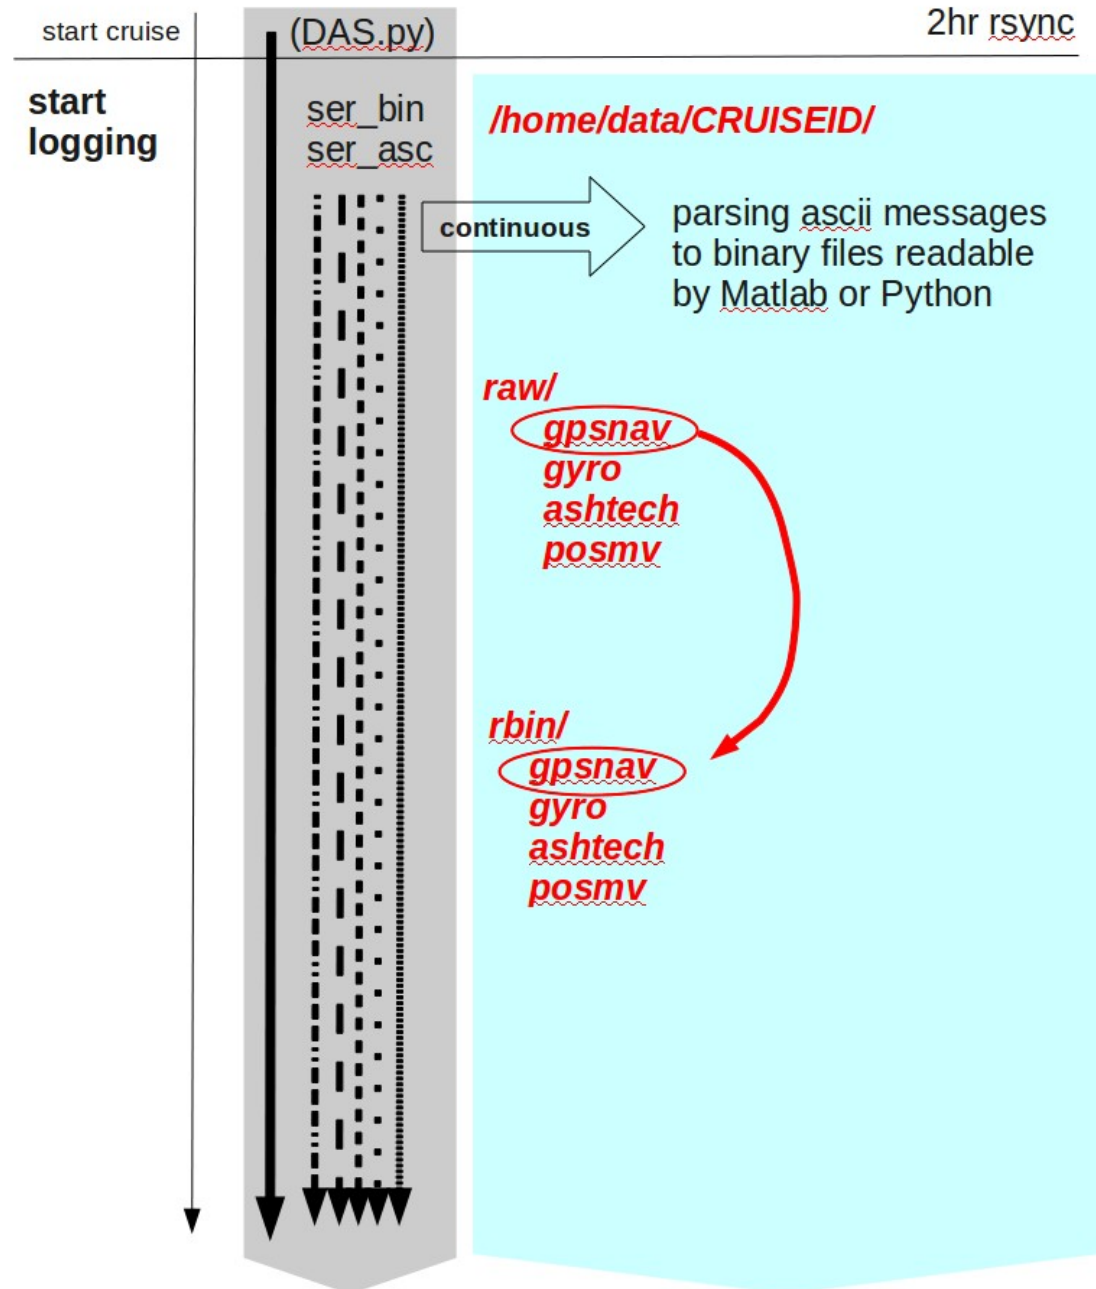 start cruise
(DAS.py)
2hr rsync
start
logging
ser_bin
ser_asc
/home/data/CRUISEID/
continuous
parsing ascii messages
to binary files readable
by Matlab or Python
raw/
gpsnav
gyro
ashtech
posmv
rbin/
gpsnav
gyro
ashtech
posmv